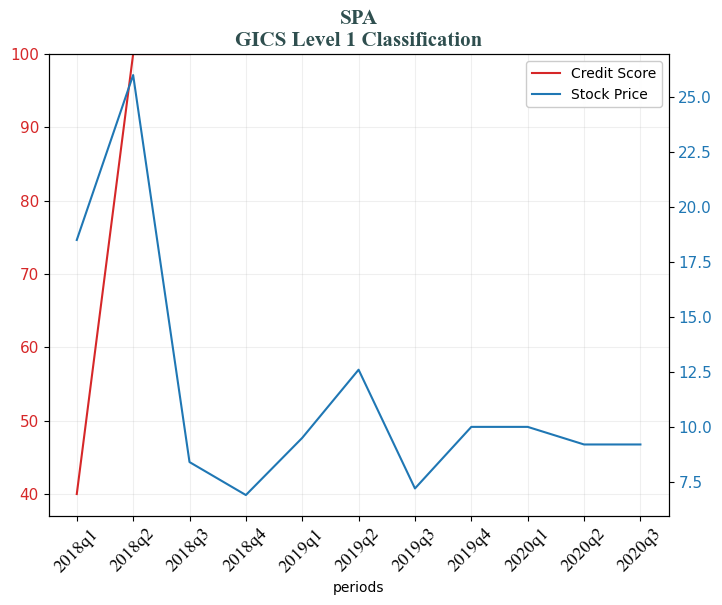 SPA
GICS Level 1 Classification
100
90
80
70
60
50
40
25.0
22.5
20.0
17.5
15.0
12.5
10.0
7.5
Credit Score
Stock Price
2018q1
2018q2
2018q3
2018q4
2019q1
2019q2
2019q3
2019q4
2020q1
2020q2
2020q3
periods